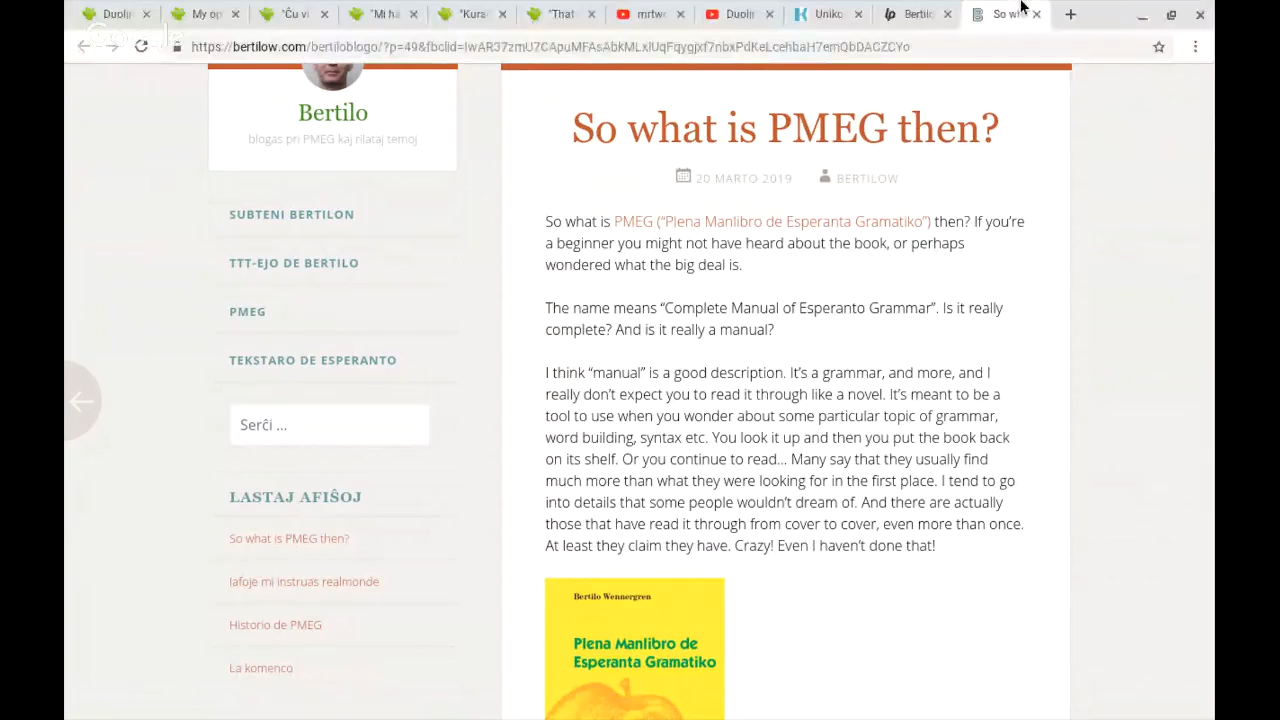 Duolin
My op
"Ĉu vi
"Mi ha
"Kurs
"That
mrtw
Duolin
Uniko
Bertilo
So wh
https://bertilow.com/bertiloblogo/?p=49&fbclid=
Bertilo
blogas pri PMEG kaj rilataj temoj
SUBTENI BERTILON
TTT-EJO DE BERTILO
PMEG
TEKSTARO DE ESPERANTO
Serĉi ...
LASTAJ AFIŜOJ
So what is PMEG then?
Iafoje mi instruas realmonde
Historio de PMEG
La komenco
So what is PMEG then?
20 MARTO 2019 BERTILOW
So what is PMEG (“Plena Manlibro de Esperanta Gramatiko”) then? If you’re
a beginner you might not have heard about the book, or perhaps
wondered what the big deal is.
The name means “Complete Manual of Esperanto Grammar”. Is it really
complete? And is it really a manual?
I think “manual” is a good description. It’s a grammar, and more, and I
really don’t expect you to read it through like a novel. It’s meant to be a
tool to use when you wonder about some particular topic of grammar,
word building, syntax etc. You look it up and then you put the book back
on its shelf. Or you continue to read… Many say that they usually find
much more than what they were looking for in the first place. I tend to go
into details that some people wouldn’t dream of. And there are actually
those that have read it through from cover to cover, even more than once.
At least they claim they have. Crazy! Even I haven’t done that!
Bertilo Wennergren
Plena Manlibro de
Esperanta Gramatiko